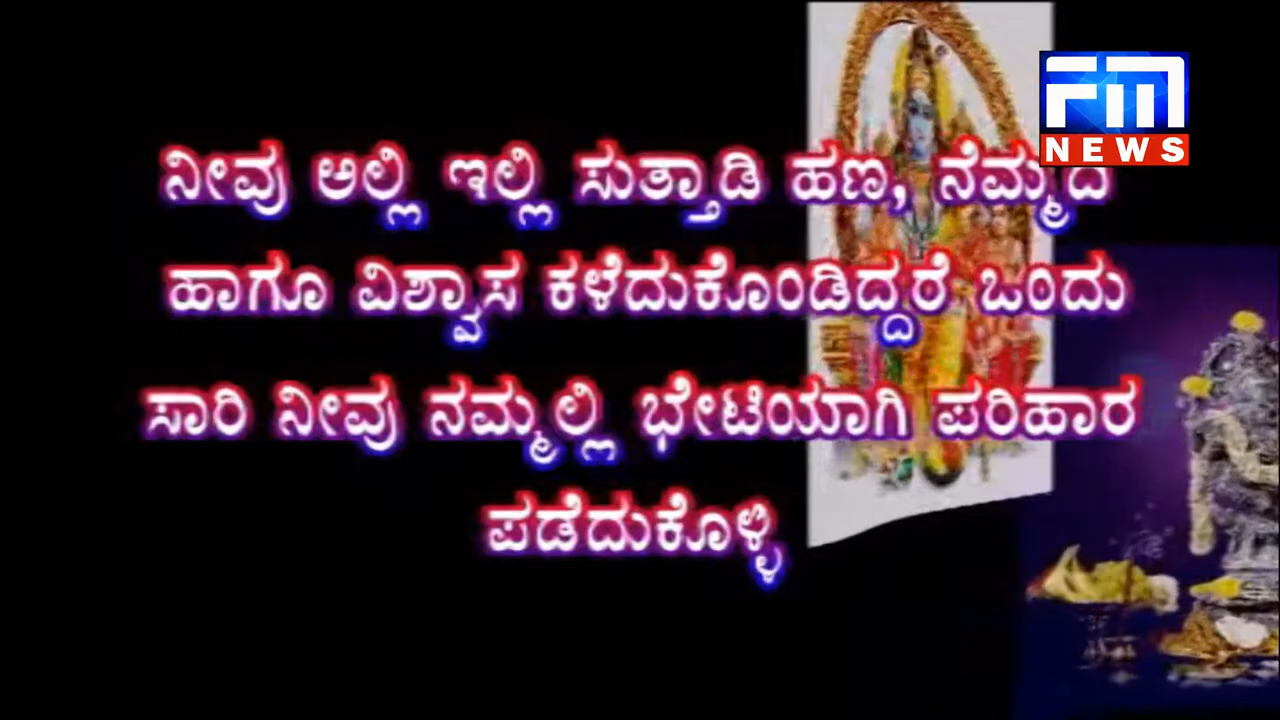 FM
NEWS
ನೀವು ಅಲ್ಲಿ ಇಲ್ಲಿ ಸುತ್ತಾಡಿ ಹಣ, ನೆಮ್ಮದಿ
ಹಾಗೂ ವಿಶ್ವಾಸ ಕಳೆದುಕೊಂಡಿದ್ದರೆ ಒಂದು
ಸಾರಿ ನೀವು ನಮ್ಮಲ್ಲಿ ಭೇಟಿಯಾಗಿ ಪರಿಹಾರ
ಪಡೆದುಕೊಳ್ಳಿ